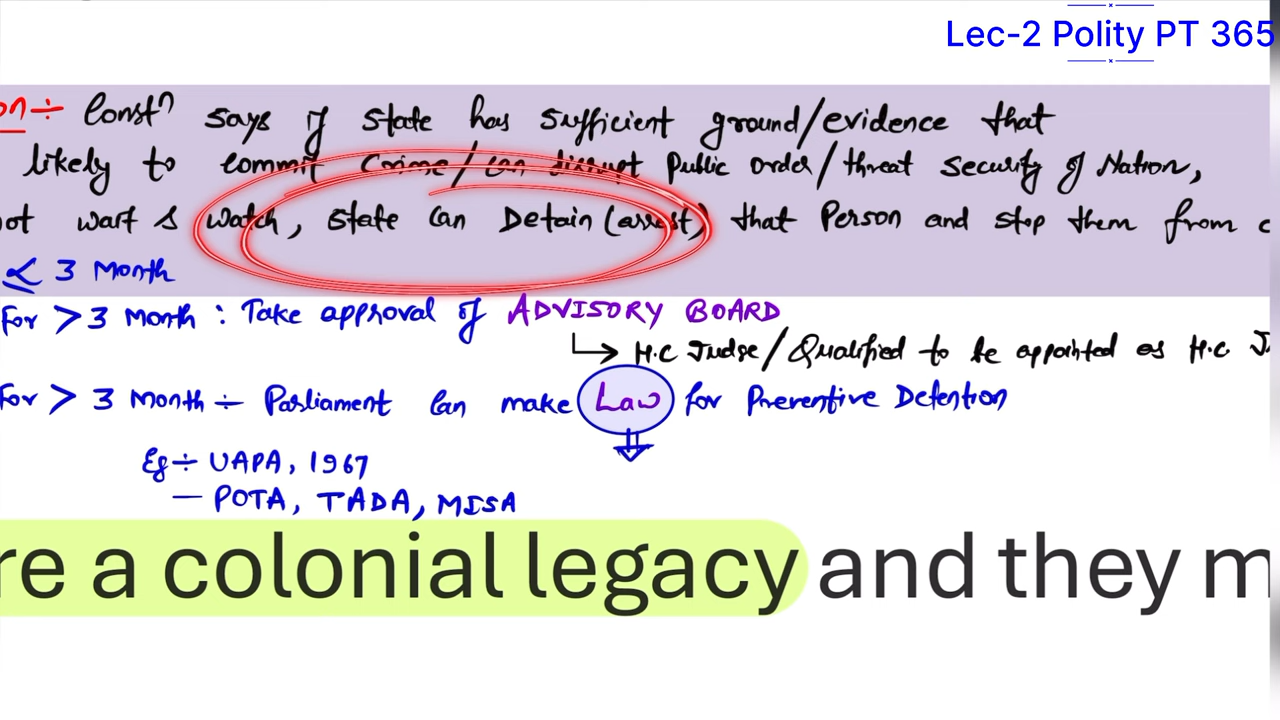 Lec-2 Polity PT 365
on ÷ Constn says if state has sufficient ground/evidence that
likely to commit crime/can disrupt Public order/threat security of Nation,
ot wait & watch, state can Detain (arrest) that Person and stop them from c
≤ 3 Month
For > 3 Month : Take approval of ADVISORY BOARD
↳ H.C Judge/Qualified to be appointed as H.C J
For > 3 Month ÷ Parliament can make Law for Preventive Detention
Eg ÷ UAPA, 1967
— POTA, TADA, MISA
re a colonial legacy and they m